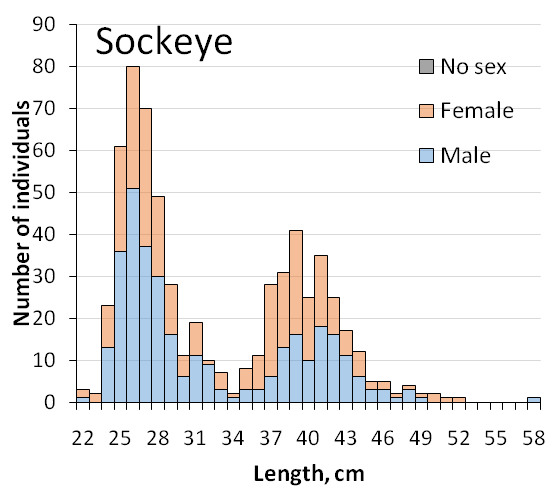 Sockeye
90
80
70
60
50
40
30
20
10
0
Number of individuals
No sex
Female
Male
22 25 28 31 34 37 40 43 46 49 52 55 58
Length, cm